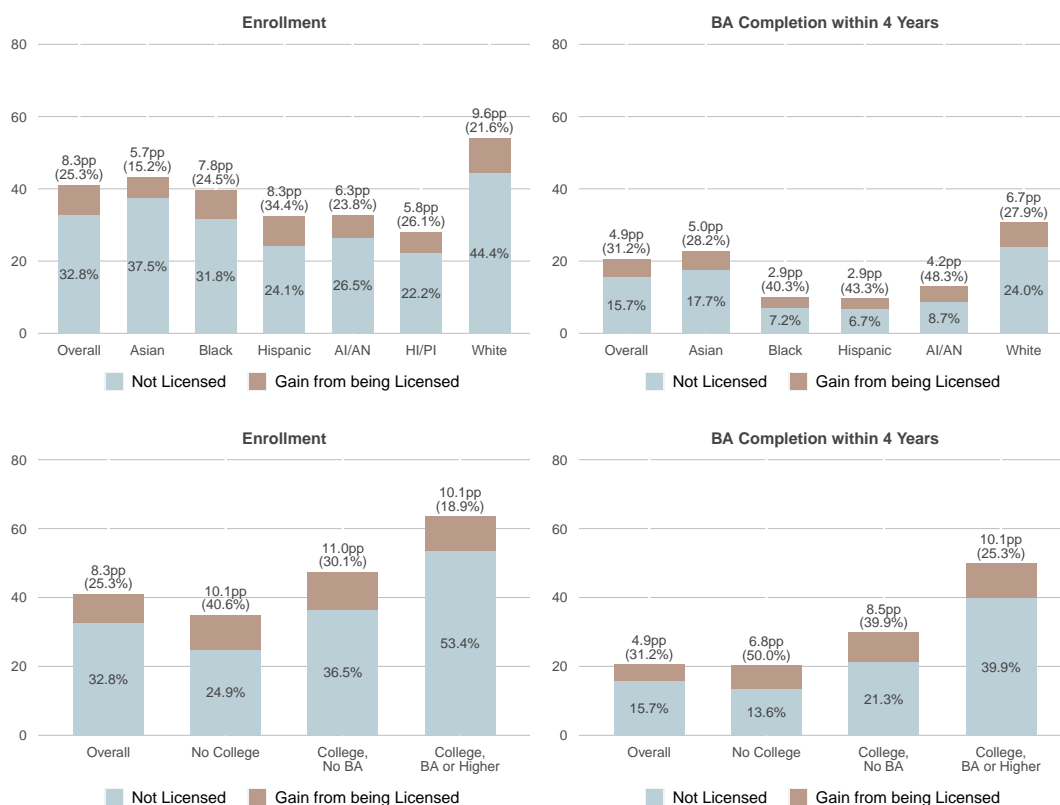 Enrollment
80
60
40
20
0
8.3pp
(25.3%)
32.8%
5.7pp
(15.2%)
37.5%
7.8pp
(24.5%)
31.8%
8.3pp
(34.4%)
24.1%
6.3pp
(23.8%)
26.5%
5.8pp
(26.1%)
22.2%
9.6pp
(21.6%)
44.4%
Overall Asian Black Hispanic AI/AN HI/PI White
Not Licensed Gain from being Licensed
BA Completion within 4 Years
80
60
40
20
0
4.9pp
(31.2%)
15.7%
5.0pp
(28.2%)
17.7%
2.9pp
(40.3%)
7.2%
2.9pp
(43.3%)
6.7%
4.2pp
(48.3%)
8.7%
6.7pp
(27.9%)
24.0%
Overall Asian Black Hispanic AI/AN White
Not Licensed Gain from being Licensed
Enrollment
80
60
40
20
0
8.3pp
(25.3%)
32.8%
10.1pp
(40.6%)
24.9%
11.0pp
(30.1%)
36.5%
10.1pp
(18.9%)
53.4%
Overall No College College, College,
No BA BA or Higher
Not Licensed Gain from being Licensed
BA Completion within 4 Years
80
60
40
20
0
4.9pp
(31.2%)
15.7%
6.8pp
(50.0%)
13.6%
8.5pp
(39.9%)
21.3%
10.1pp
(25.3%)
39.9%
Overall No College College, College,
No BA BA or Higher
Not Licensed Gain from being Licensed